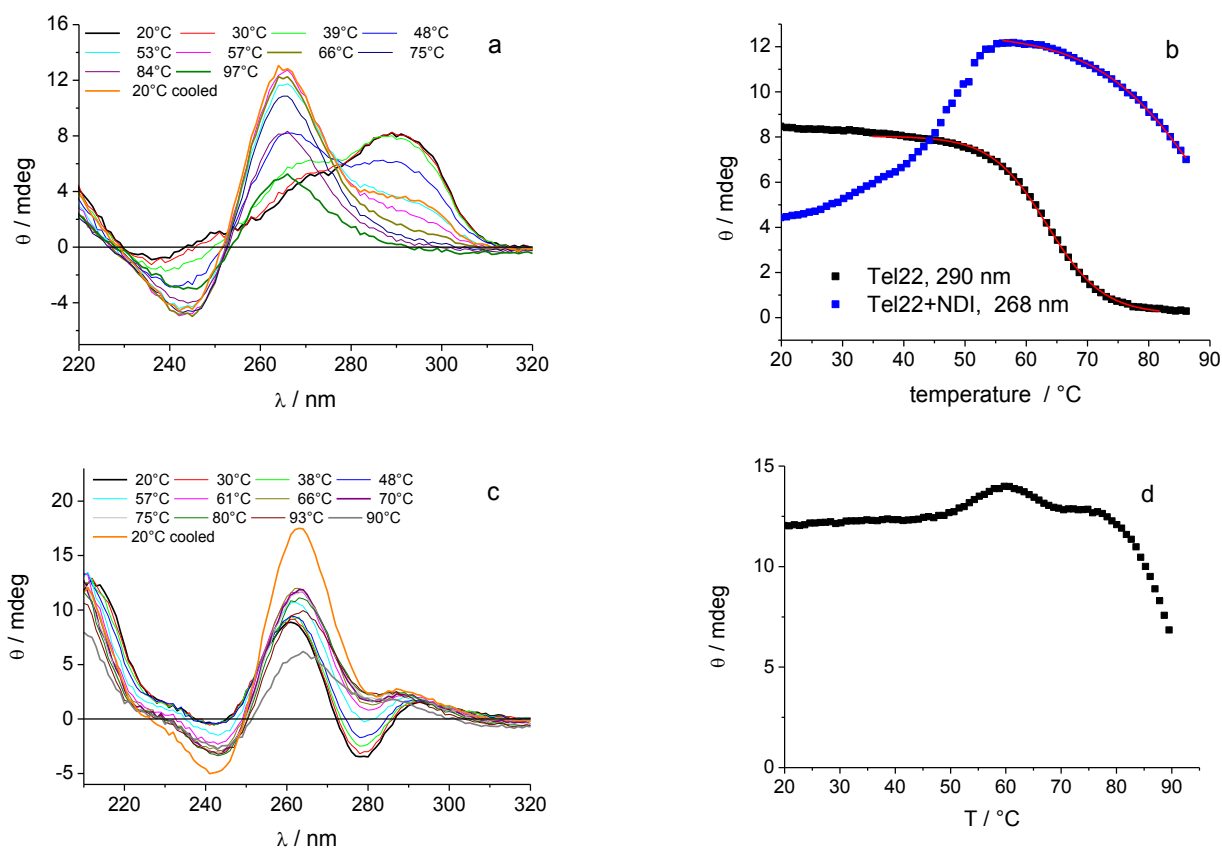 a
20°C 30°C 39°C 48°C
53°C 57°C 66°C 75°C
84°C 97°C
20°C cooled
16
12
8
4
0
-4
θ / mdeg
220 240 260 280 300 320
λ / nm
b
12
10
8
6
4
2
0
θ / mdeg
Tel22, 290 nm
Tel22+NDI, 268 nm
20 30 40 50 60 70 80 90
temperature / °C
c
20°C 30°C 38°C 48°C
57°C 61°C 66°C 70°C
75°C 80°C 93°C 90°C
20°C cooled
20
15
10
5
0
-5
θ / mdeg
220 240 260 280 300 320
λ / nm
d
15
10
5
0
θ / mdeg
20 30 40 50 60 70 80 90
T / °C